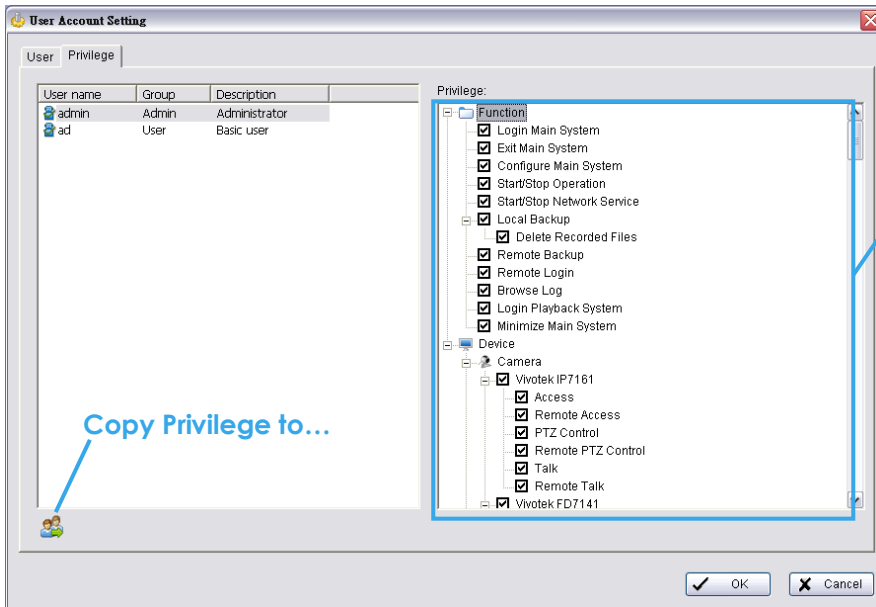 User Account Setting
User Privilege
User name Group Description
admin Admin Administrator
ad User Basic user
Copy Privilege to...
Privilege:
Function
Login Main System
Exit Main System
Configure Main System
Start/Stop Operation
Start/Stop Network Service
Local Backup
Delete Recorded Files
Remote Backup
Remote Login
Browse Log
Login Playback System
Minimize Main System
Device
Camera
Vivotek IP7161
Access
Remote Access
PTZ Control
Remote PTZ Control
Talk
Remote Talk
Vivotek FD7141
OK Cancel